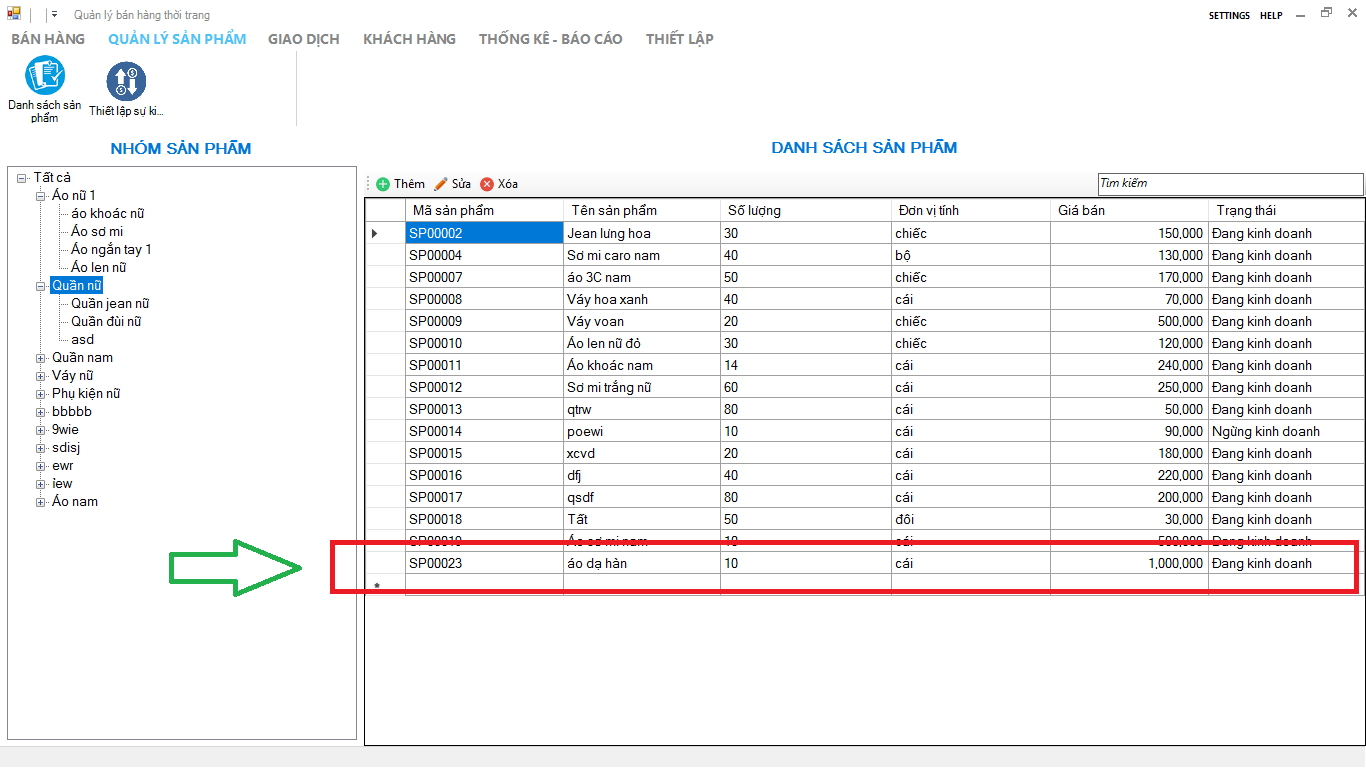 Quản lý bán hàng thời trang
SETTINGS HELP
BÁN HÀNG QUẢN LÝ SẢN PHẨM GIAO DỊCH KHÁCH HÀNG THỐNG KÊ - BÁO CÁO THIẾT LẬP
Danh sách sản
phẩm
Thiết lập sự ki...
NHÓM SẢN PHẨM
Tất cả
Áo nữ 1
áo khoác nữ
Áo sơ mi
Áo ngắn tay 1
Áo len nữ
Quần nữ
Quần jean nữ
Quần đùi nữ
asd
Quần nam
Váy nữ
Phụ kiện nữ
bbbbb
9wie
sdisj
ewr
iew
Áo nam
DANH SÁCH SẢN PHẨM
Thêm Sửa Xóa Tìm kiếm
Mã sản phẩm Tên sản phẩm Số lượng Đơn vị tính Giá bán Trạng thái
SP00002 Jean lưng hoa 30 chiếc 150,000 Đang kinh doanh
SP00004 Sơ mi caro nam 40 bộ 130,000 Đang kinh doanh
SP00007 áo 3C nam 50 chiếc 170,000 Đang kinh doanh
SP00008 Váy hoa xanh 40 cái 70,000 Đang kinh doanh
SP00009 Váy voan 20 chiếc 500,000 Đang kinh doanh
SP00010 Áo len nữ đỏ 30 chiếc 120,000 Đang kinh doanh
SP00011 Áo khoác nam 14 cái 240,000 Đang kinh doanh
SP00012 Sơ mi trắng nữ 60 cái 250,000 Đang kinh doanh
SP00013 qtrw 80 cái 50,000 Đang kinh doanh
SP00014 poewi 10 cái 90,000 Ngừng kinh doanh
SP00015 xcvd 20 cái 180,000 Đang kinh doanh
SP00016 dfj 40 cái 220,000 Đang kinh doanh
SP00017 qsdf 80 cái 200,000 Đang kinh doanh
SP00018 Tất 50 đôi 30,000 Đang kinh doanh
SP00019 Áo sơ mi nam 10 cái 500,000 Đang kinh doanh
SP00023 áo dạ hàn 10 cái 1,000,000 Đang kinh doanh